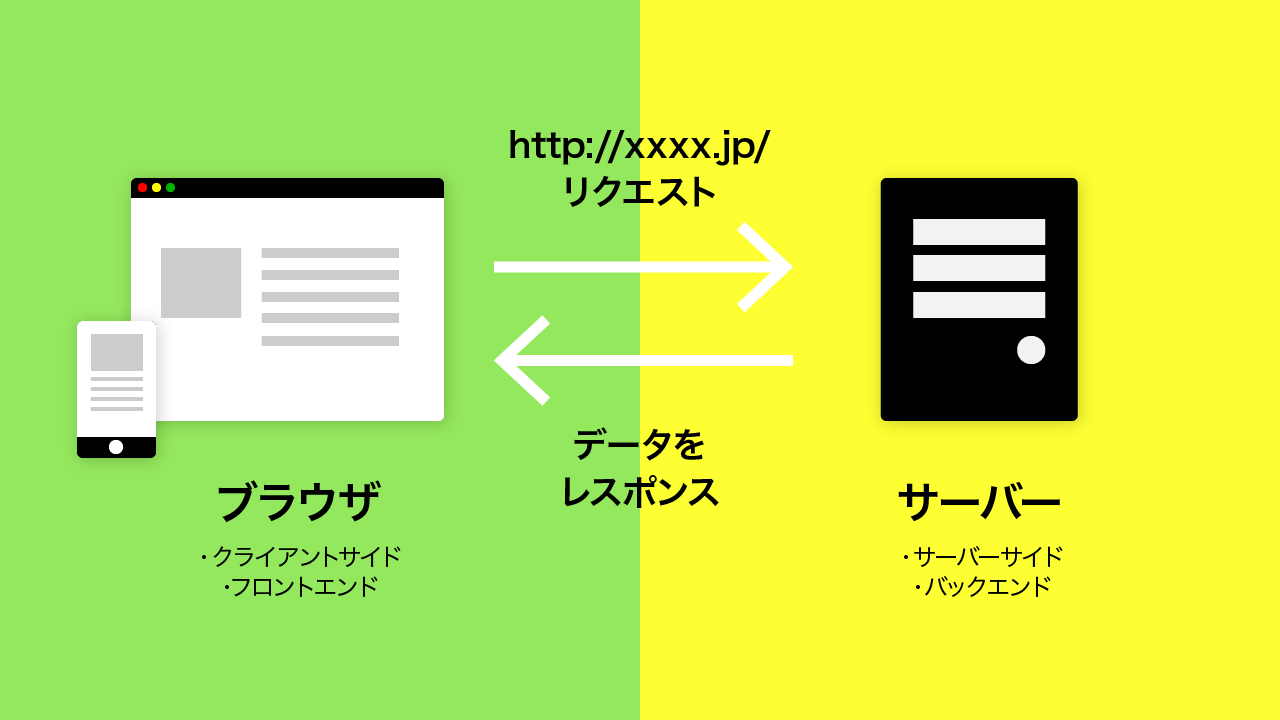 http://xxxx.jp/
リクエスト
データを
レスポンス
ブラウザ
・クライアントサイド
・フロントエンド
サーバー
・サーバーサイド
・バックエンド